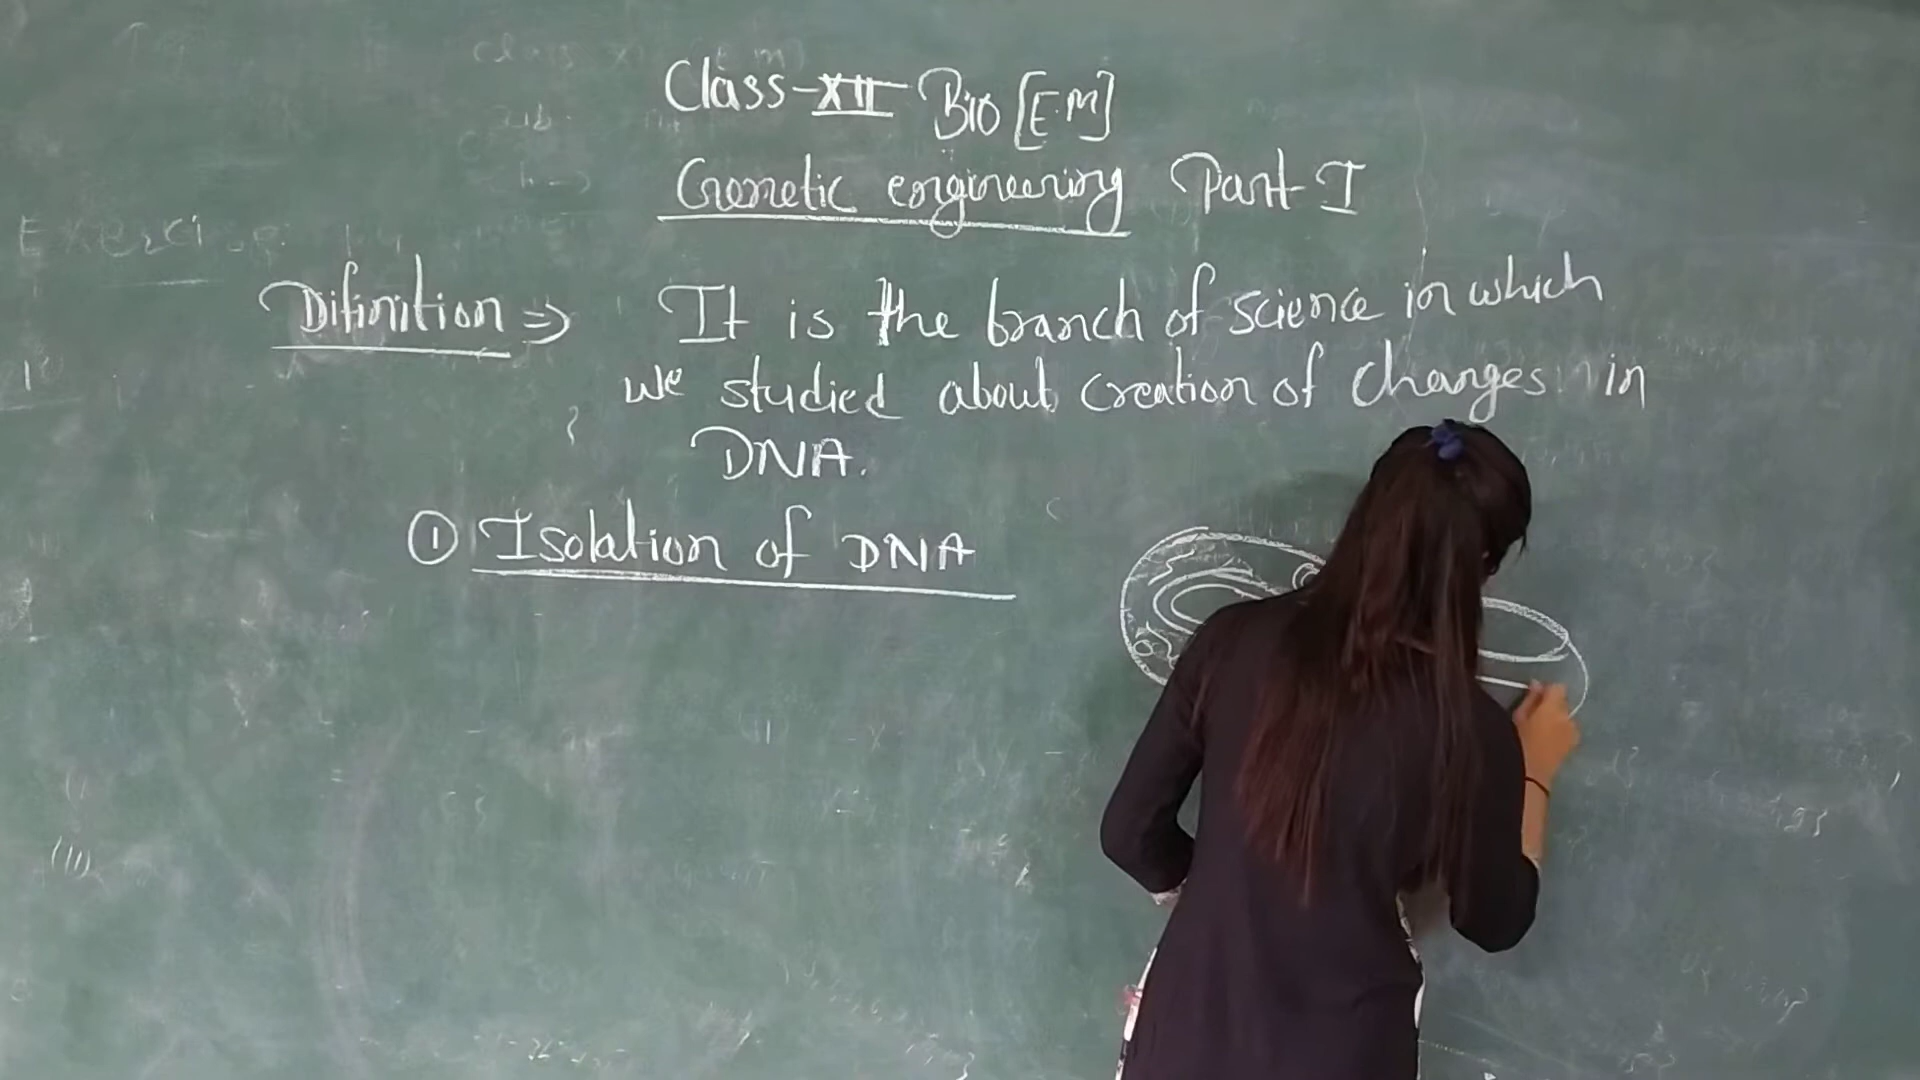 Class-XII Bio [E.M]
Genetic engineering Part-I
Difinition ⇒ It is the branch of science in which
we studied about creation of changes in
DNA.
① Isolation of DNA